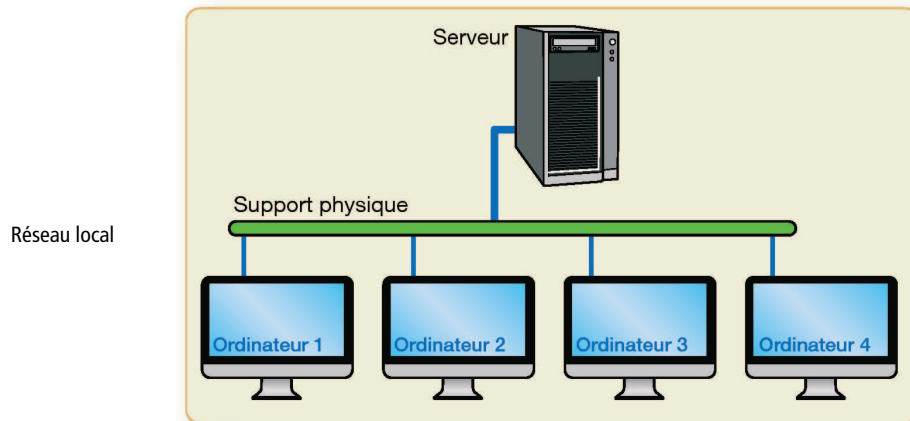 Serveur
Support physique
Réseau local
Ordinateur 1
Ordinateur 2
Ordinateur 3
Ordinateur 4